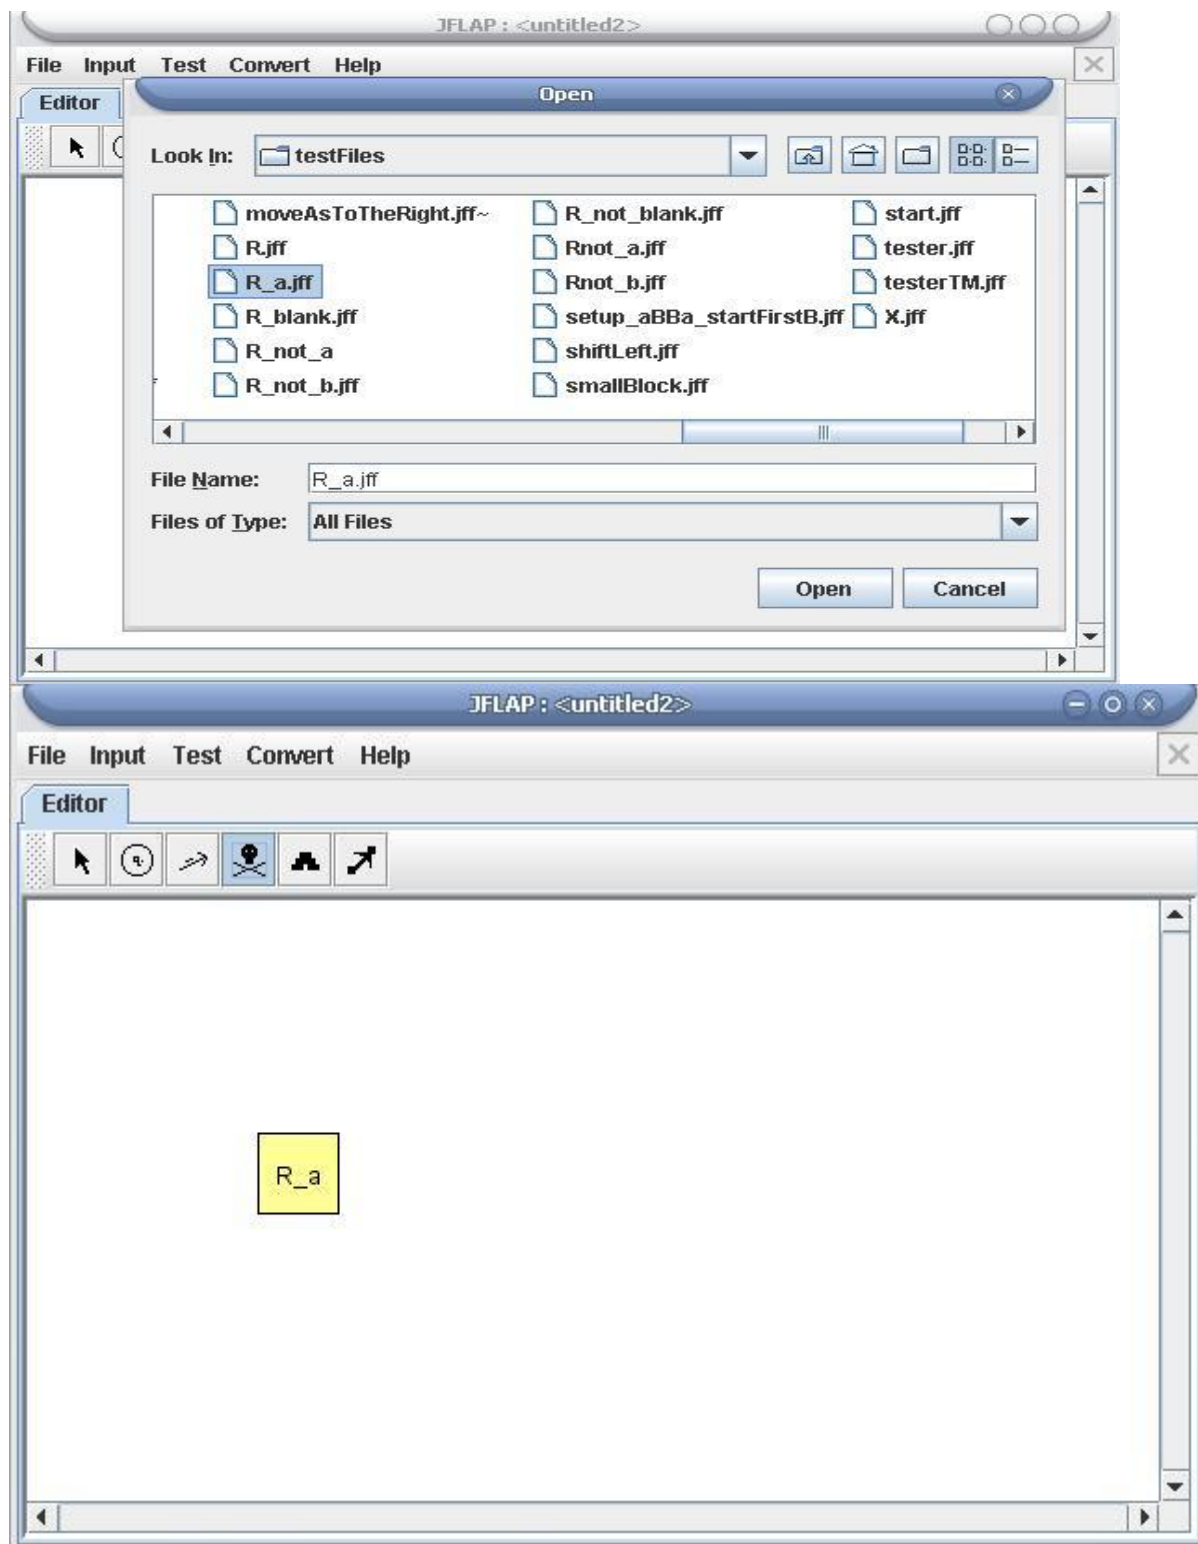 JFLAP : <untitled2>
File Input Test Convert Help
Editor
Open
Look In: testFiles
moveAsToTheRight.jff~ R_not_blank.jff start.jff
R.jff Rnot_a.jff tester.jff
R_a.jff Rnot_b.jff testerTM.jff
R_blank.jff setup_aBBa_startFirstB.jff X.jff
R_not_a shiftLeft.jff
R_not_b.jff smallBlock.jff
File Name: R_a.jff
Files of Type: All Files
Open Cancel
JFLAP : <untitled2>
File Input Test Convert Help
Editor
R_a